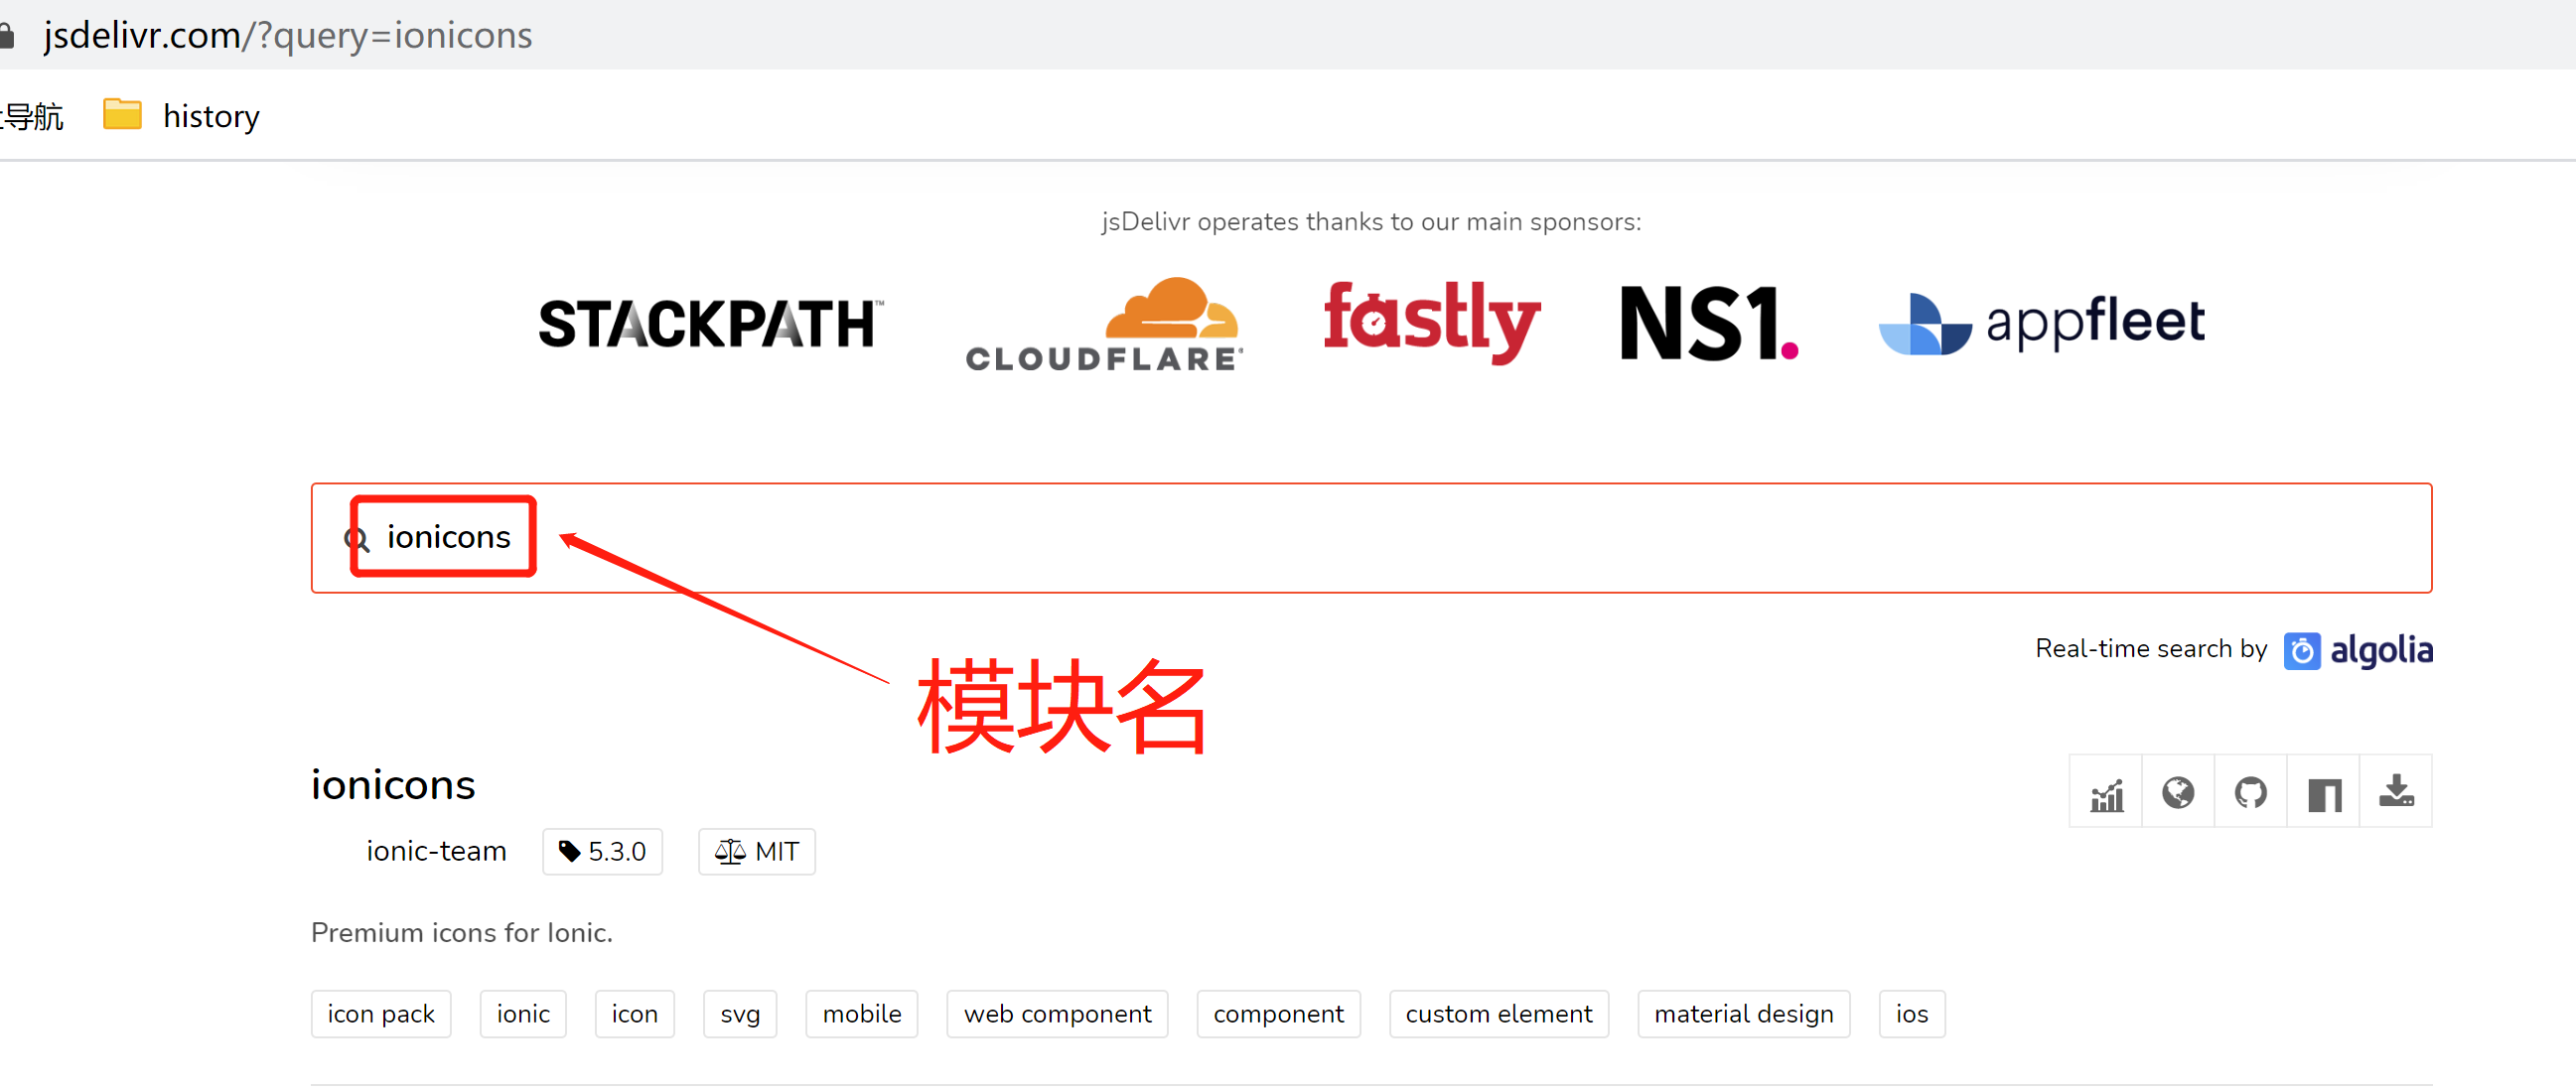 jsdelivr.com/?query=ionicons
导航 history
jsDelivr operates thanks to our main sponsors:
STACKPATH™ CLOUDFLARE® fastly NS1. appfleet
ionicons
模块名
Real-time search by algolia
ionicons
ionic-team 5.3.0 MIT
Premium icons for Ionic.
icon pack ionic icon svg mobile web component component custom element material design ios